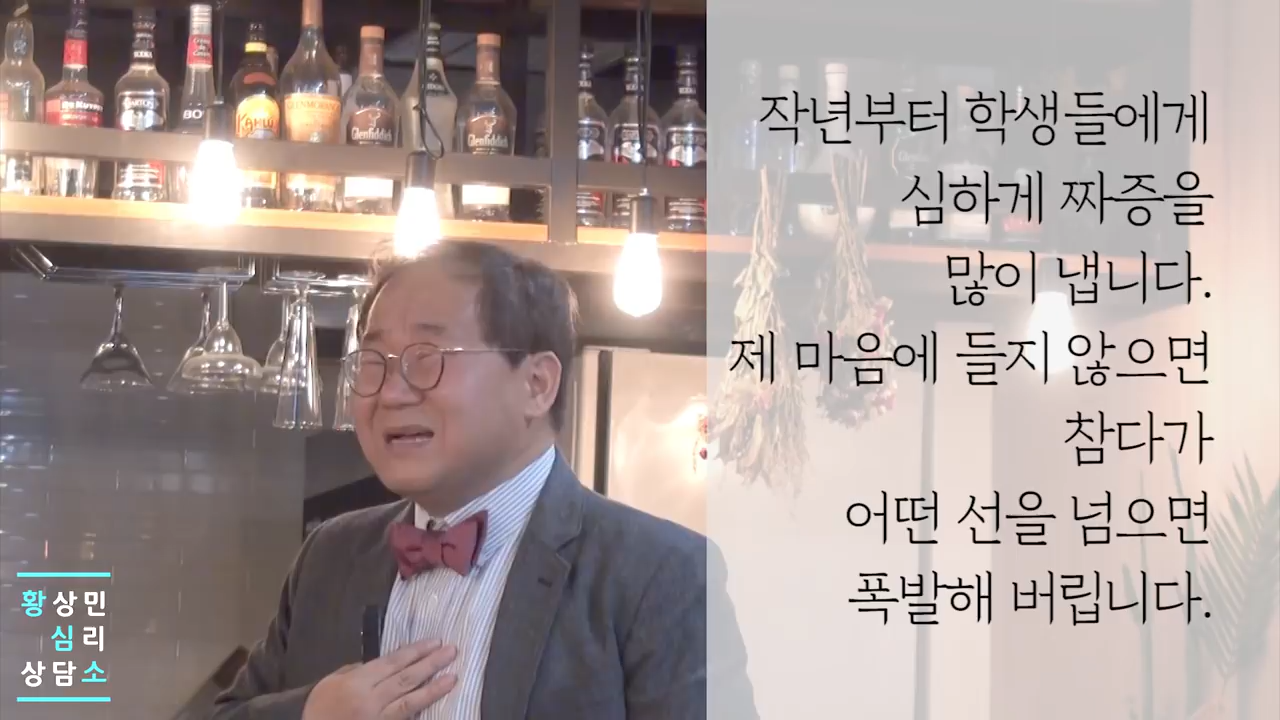 작년부터 학생들에게
심하게 짜증을
많이 냅니다.
제 마음에 들지 않으면
참다가
어떤 선을 넘으면
폭발해 버립니다.
황상민
심리
상담소
GLENMORANGIE
Glenfiddich
Glenfiddich